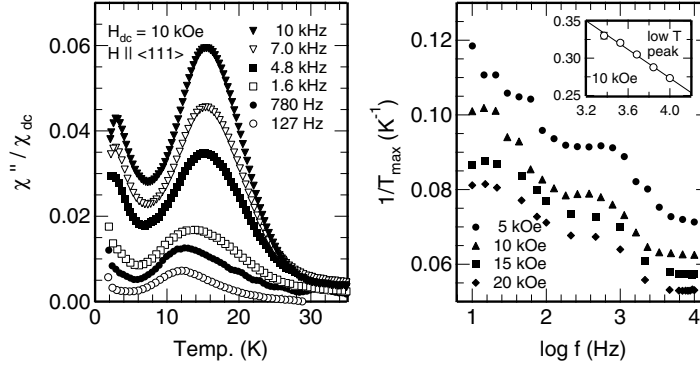 0.06
0.04
0.02
0.00
χ''/χdc
H_dc = 10 kOe
H || <111>
10 kHz
7.0 kHz
4.8 kHz
1.6 kHz
780 Hz
127 Hz
0 10 20 30
Temp. (K)
0.12
0.10
0.08
0.06
1/T_max (K^-1)
0.35
0.30
0.25
low T
peak
10 kOe
3.2 3.6 4.0
5 kOe
10 kOe
15 kOe
20 kOe
1 2 3 4
log f (Hz)